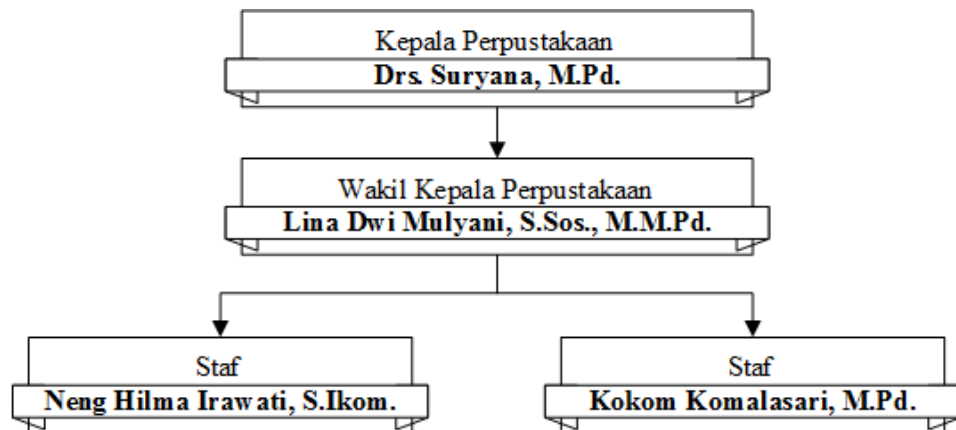 Kepala Perpustakaan
Drs. Suryana, M.Pd.
Wakil Kepala Perpustakaan
Lina Dwi Mulyani, S.Sos., M.M.Pd.
Staf
Neng Hilma Irawati, S.Ikom.
Staf
Kokom Komalasari, M.Pd.